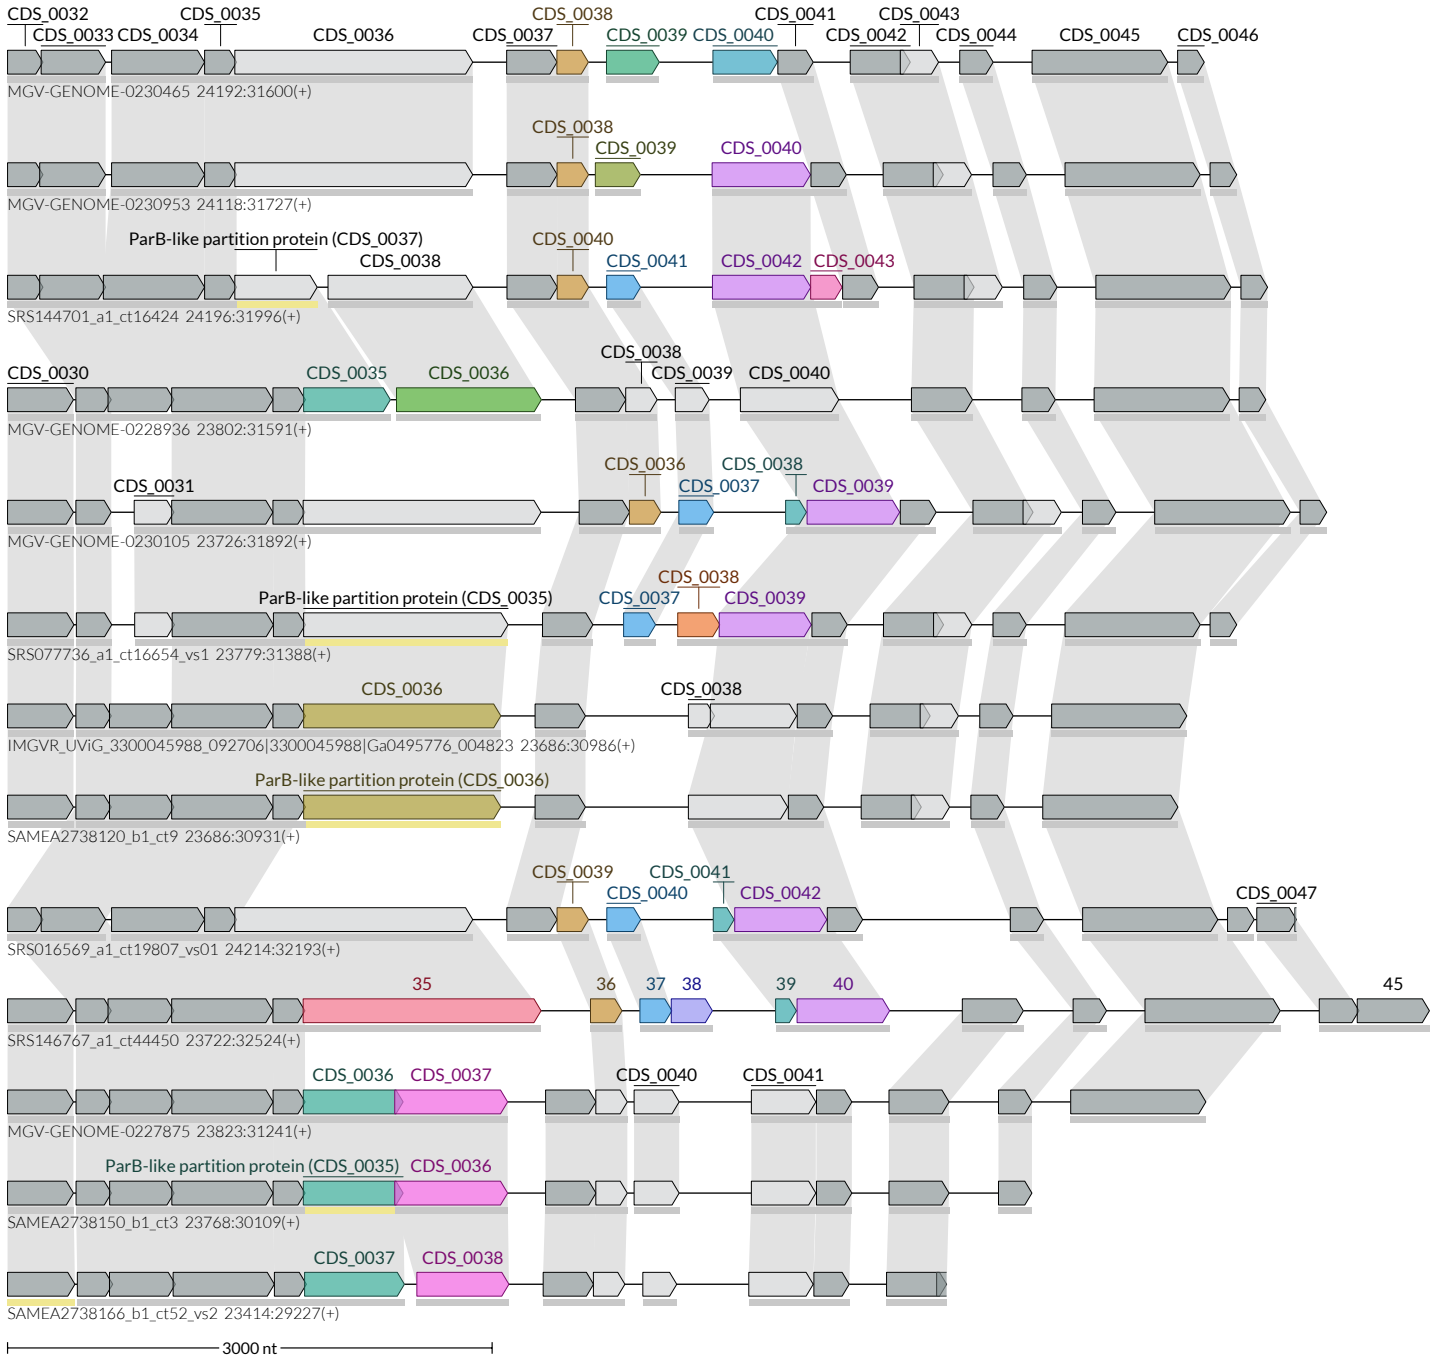 CDS_0032 CDS_0035 CDS_0038 CDS_0041 CDS_0043
CDS_0033 CDS_0034 CDS_0036 CDS_0037 CDS_0039 CDS_0040 CDS_0042 CDS_0044 CDS_0045 CDS_0046
MGV-GENOME-0230465 24192:31600(+)
CDS_0038
CDS_0039 CDS_0040
MGV-GENOME-0230953 24118:31727(+)
ParB-like partition protein (CDS_0037) CDS_0040
CDS_0038 CDS_0041 CDS_0042 CDS_0043
SRS144701_a1_ct16424 24196:31996(+)
CDS_0038
CDS_0030 CDS_0035 CDS_0036 CDS_0039 CDS_0040
MGV-GENOME-0228936 23802:31591(+)
CDS_0036 CDS_0038
CDS_0031 CDS_0037 CDS_0039
MGV-GENOME-0230105 23726:31892(+)
CDS_0038
ParB-like partition protein (CDS_0035) CDS_0037 CDS_0039
SRS077736_a1_ct16654_vs1 23779:31388(+)
CDS_0036 CDS_0038
IMGVR_UViG_3300045988_092706|3300045988|Ga0495776_004823 23686:30986(+)
ParB-like partition protein (CDS_0036)
SAMEA2738120_b1_ct9 23686:30931(+)
CDS_0039 CDS_0041
CDS_0040 CDS_0042 CDS_0047
SRS016569_a1_ct19807_vs01 24214:32193(+)
35 36 37 38 39 40 45
SRS146767_a1_ct44450 23722:32524(+)
CDS_0036 CDS_0037 CDS_0040 CDS_0041
MGV-GENOME-0227875 23823:31241(+)
ParB-like partition protein (CDS_0035) CDS_0036
SAMEA2738150_b1_ct3 23768:30109(+)
CDS_0037 CDS_0038
SAMEA2738166_b1_ct52_vs2 23414:29227(+)
3000 nt